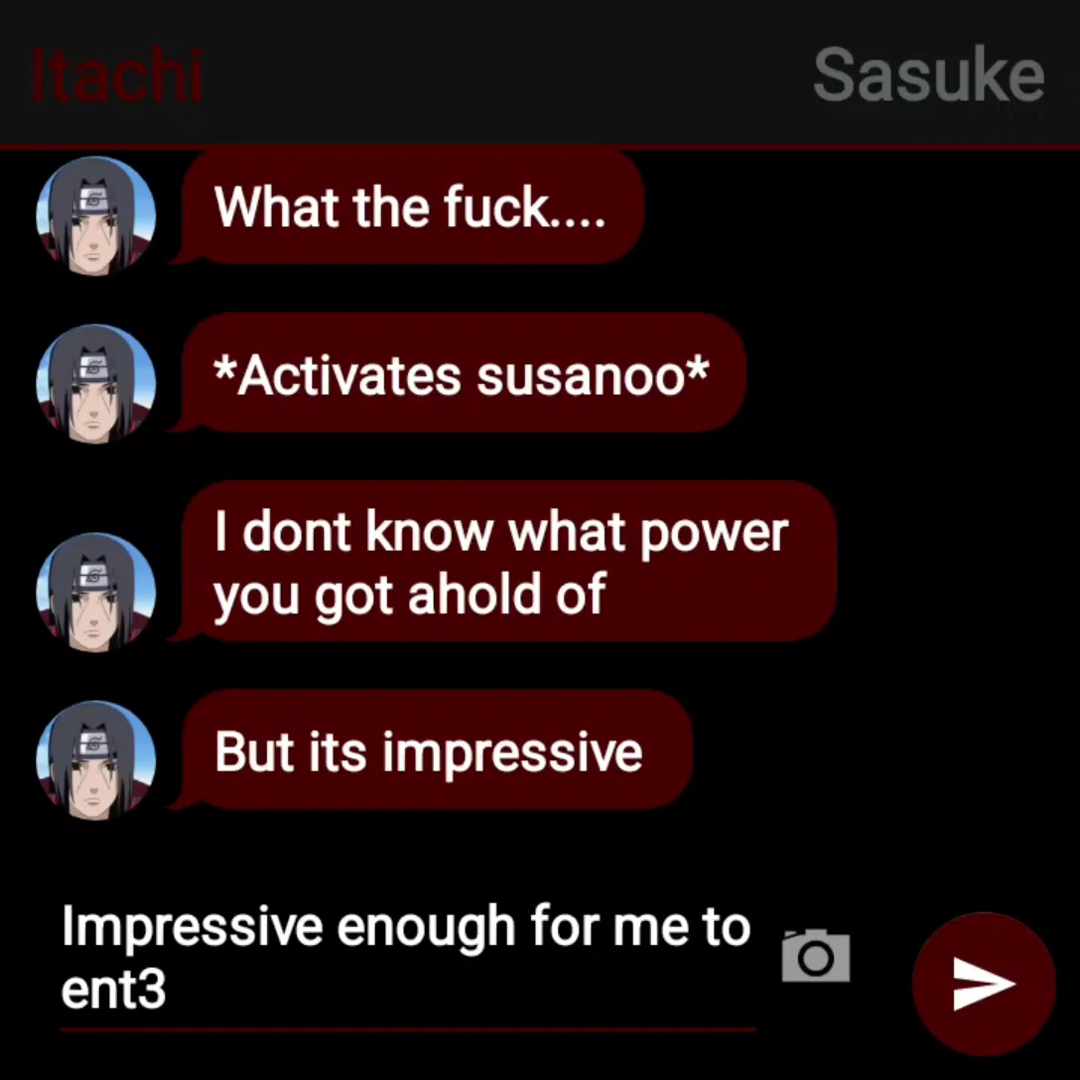 Itachi
Sasuke
What the fuck....
*Activates susanoo*
I dont know what power
you got ahold of
But its impressive
Impressive enough for me to
ent3